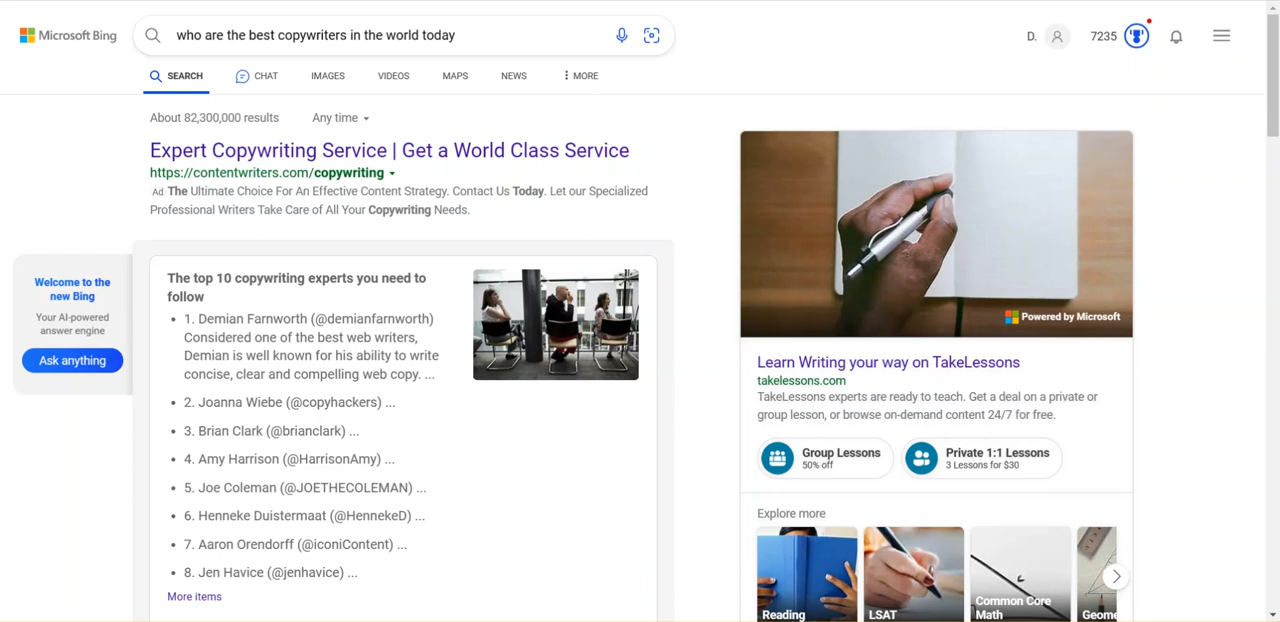 Microsoft Bing
who are the best copywriters in the world today
D.
7235
SEARCH
CHAT
IMAGES
VIDEOS
MAPS
NEWS
MORE
About 82,300,000 results
Any time
Expert Copywriting Service | Get a World Class Service
https://contentwriters.com/copywriting
Ad The Ultimate Choice For An Effective Content Strategy. Contact Us Today. Let our Specialized
Professional Writers Take Care of All Your Copywriting Needs.
Welcome to the
new Bing
Your AI-powered
answer engine
Ask anything
The top 10 copywriting experts you need to
follow
• 1. Demian Farnworth (@demianfarnworth)
Considered one of the best web writers,
Demian is well known for his ability to write
concise, clear and compelling web copy. ...
• 2. Joanna Wiebe (@copyhackers) ...
• 3. Brian Clark (@brianclark) ...
• 4. Amy Harrison (@HarrisonAmy) ...
• 5. Joe Coleman (@JOETHECOLEMAN) ...
• 6. Henneke Duistermaat (@HennekeD) ...
• 7. Aaron Orendorff (@iconiContent) ...
• 8. Jen Havice (@jenhavice) ...
More items
Powered by Microsoft
Learn Writing your way on TakeLessons
takelessons.com
TakeLessons experts are ready to teach. Get a deal on a private or
group lesson, or browse on-demand content 24/7 for free.
Group Lessons
50% off
Private 1:1 Lessons
3 Lessons for $30
Explore more
Reading
LSAT
Common Core
Math
Geome